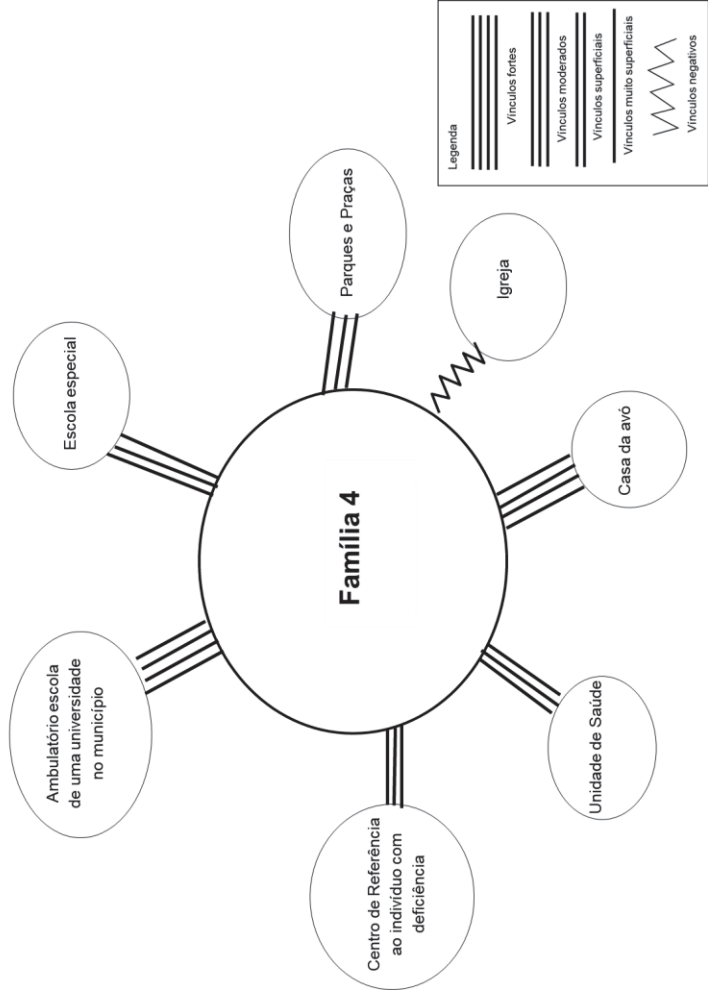 Ambulatório escola
de uma universidade
no município
Escola especial
Parques e Praças
Igreja
Casa da avó
Unidade de Saúde
Centro de Referência
ao indivíduo com
deficiência
Família 4
Legenda
Vínculos fortes
Vínculos moderados
Vínculos superficiais
Vínculos muito superficiais
Vínculos negativos